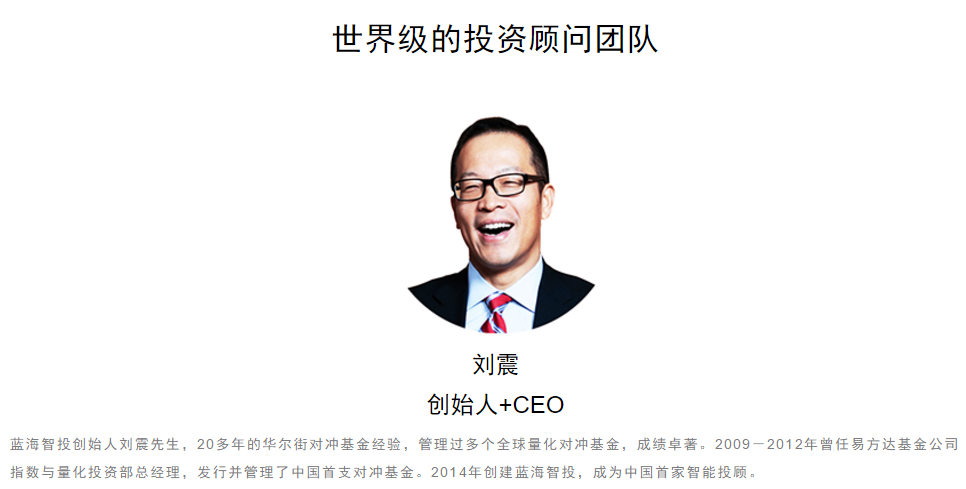 世界级的投资顾问团队
刘震
创始人+CEO
蓝海智投创始人刘震先生，20多年的华尔街对冲基金经验，管理过多个全球量化对冲基金，成绩卓著。2009－2012年曾任易方达基金公司
指数与量化投资部总经理，发行并管理了中国首支对冲基金。2014年创建蓝海智投，成为中国首家智能投顾。